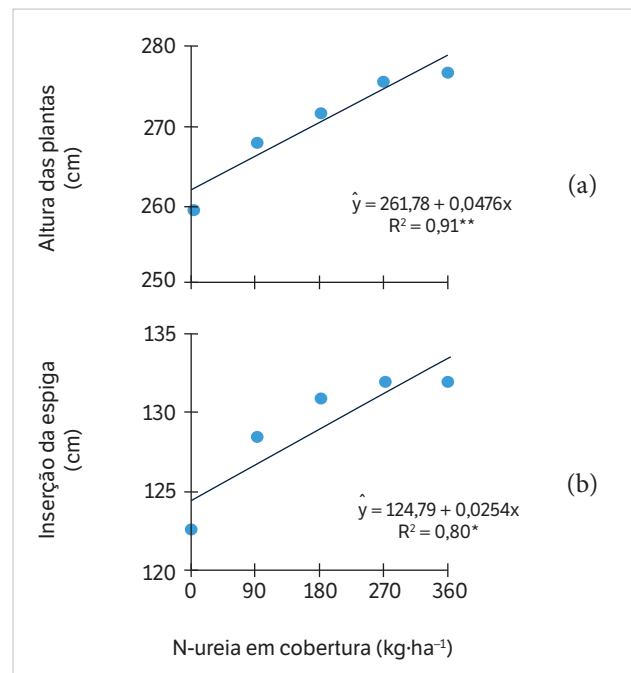 Altura das plantas
(cm)
280
270
260
250
ŷ = 261,78 + 0,0476x
R² = 0,91**
(a)
Inserção da espiga
(cm)
135
130
125
120
ŷ = 124,79 + 0,0254x
R² = 0,80*
(b)
0 90 180 270 360
N-ureia em cobertura (kg·ha⁻¹)